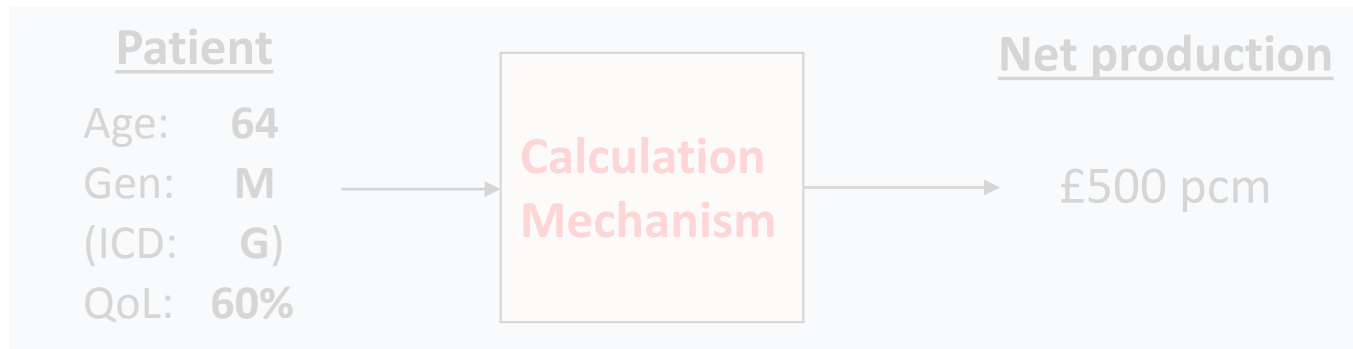 Patient
Age: 64
Gen: M
(ICD: G)
QoL: 60%
Calculation
Mechanism
Net production
£500 pcm